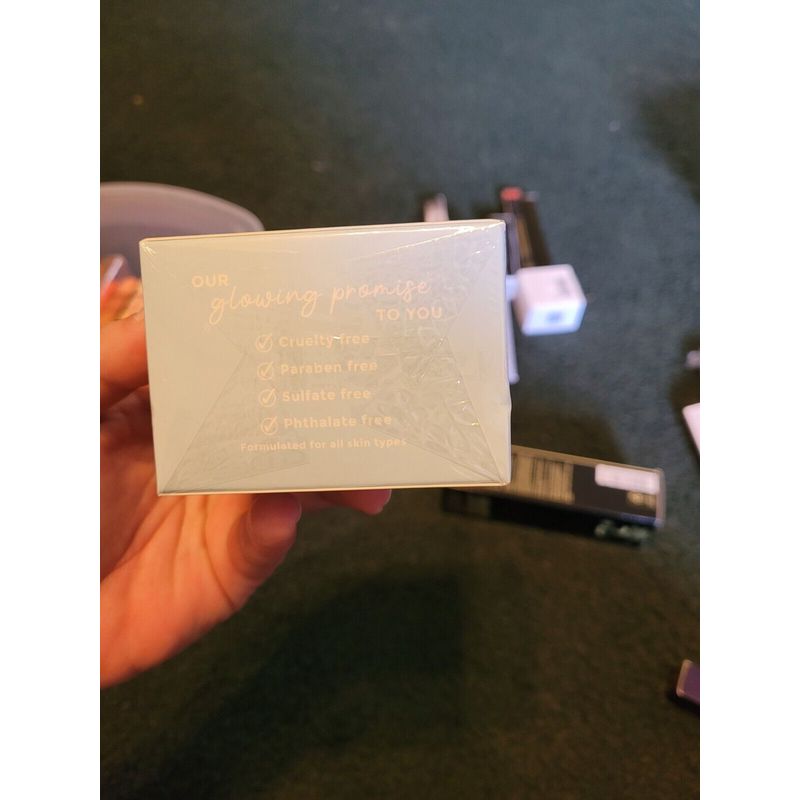 OUR
glowing promise
TO YOU
Cruelty free
Paraben free
Sulfate free
Phthalate free
Formulated for all skin types